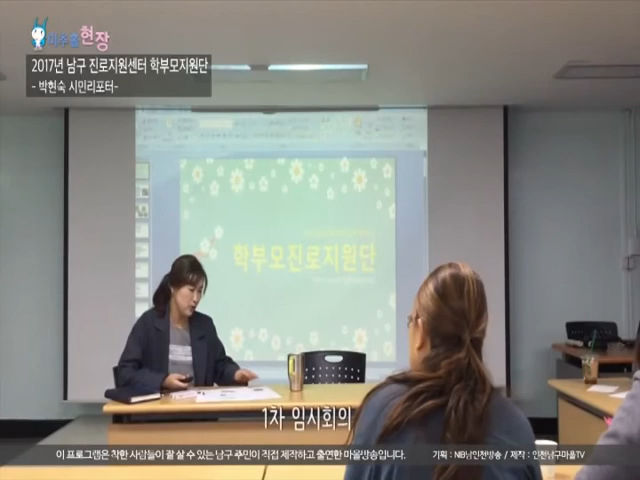 미추홀현장
2017년 남구 진로지원센터 학부모지원단
- 박현숙 시민리포터-
학부모진로지원단
1차 임시회의
이 프로그램은 착한 사람들이 잘 살 수 있는 남구 주민이 직접 제작하고 출연한 마을방송입니다.
기획 : NIB남인천방송 / 제작 : 인천남구마을TV